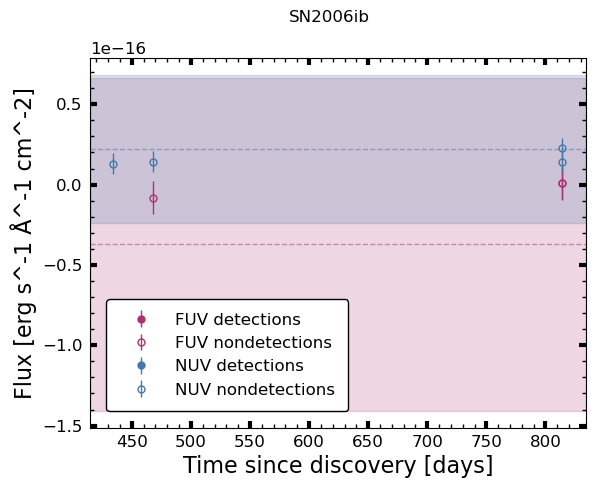 SN2006ib
1e−16
Flux [erg s^-1 Å^-1 cm^-2]
0.5
0.0
−0.5
−1.0
−1.5
FUV detections
FUV nondetections
NUV detections
NUV nondetections
450 500 550 600 650 700 750 800
Time since discovery [days]